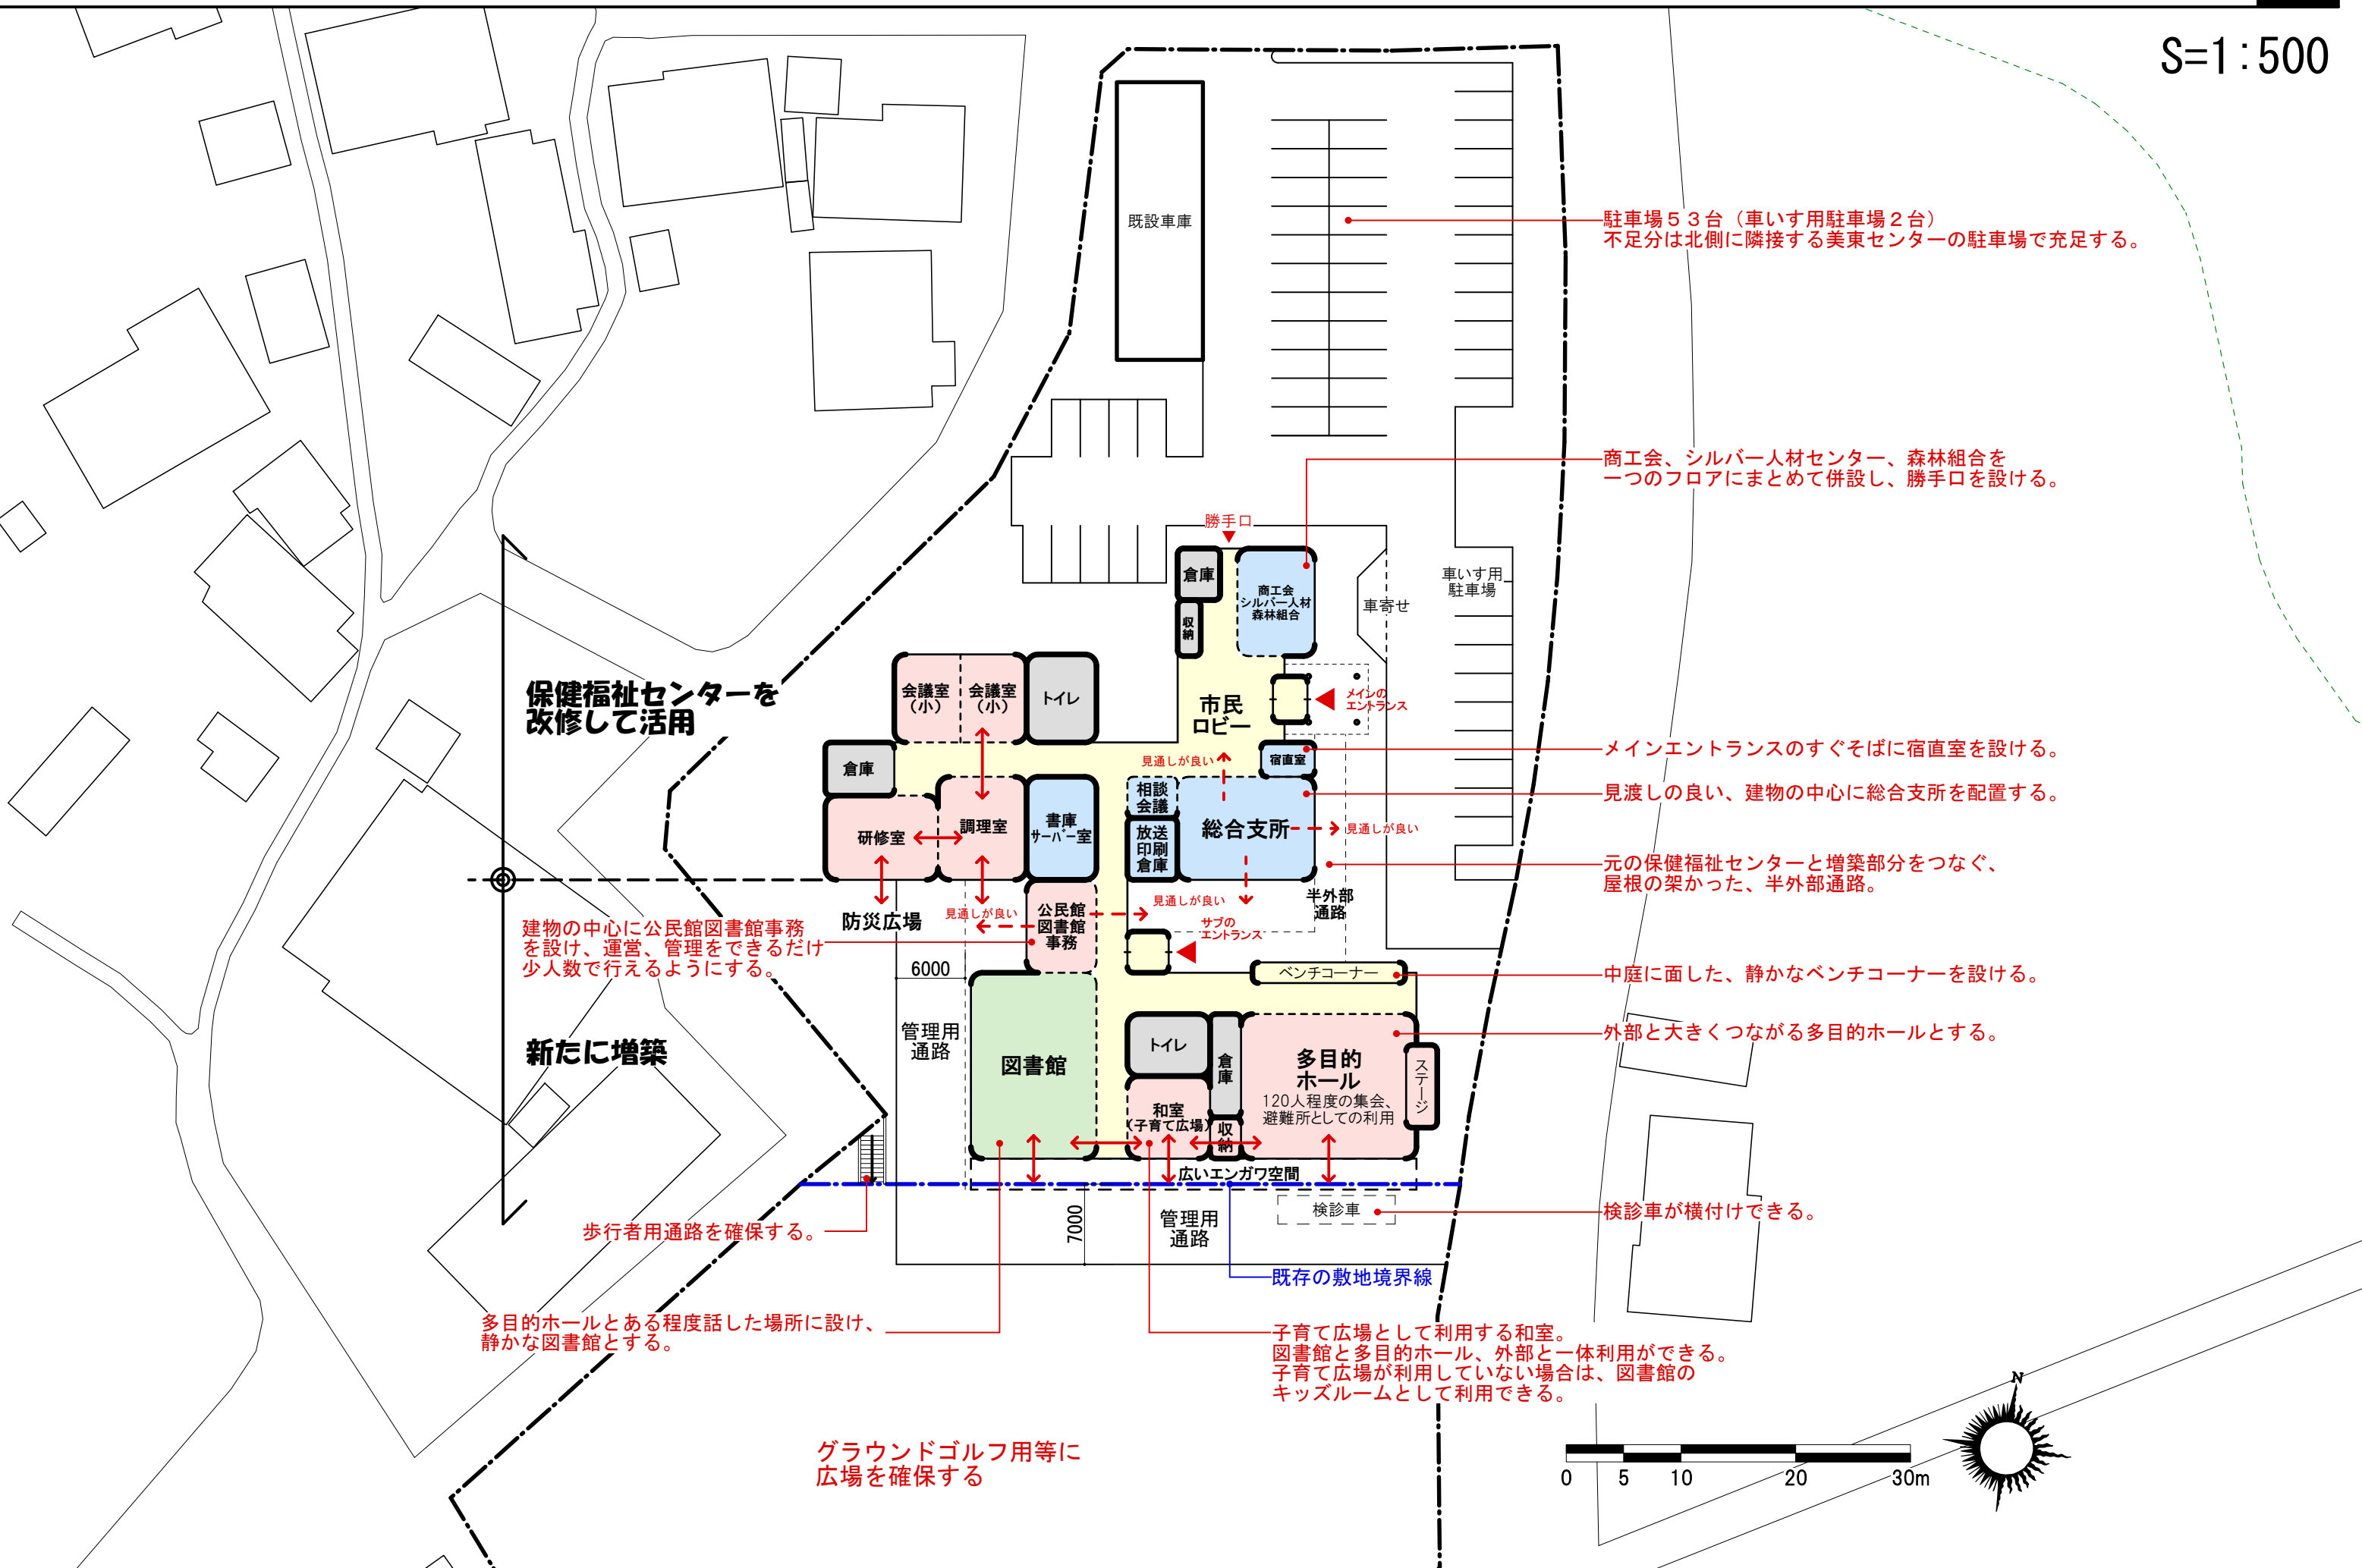 S=1:500
既設車庫
駐車場５３台（車いす用駐車場２台）
不足分は北側に隣接する美東センターの駐車場で充足する。
商工会、シルバー人材センター、森林組合を
一つのフロアにまとめて併設し、勝手口を設ける。
勝手口
倉庫
商工会
シルバー人材
森林組合
収納
車寄せ
車いす用
駐車場
保健福祉センターを
改修して活用
会議室
（小）
会議室
（小）
トイレ
市民
ロビー
メインの
エントランス
倉庫
見通しが良い
宿直室
メインエントランスのすぐそばに宿直室を設ける。
相談
会議
見渡しの良い、建物の中心に総合支所を配置する。
研修室
調理室
書庫
サーバー室
放送
印刷
倉庫
総合支所
見通しが良い
元の保健福祉センターと増築部分をつなぐ、
屋根の架かった、半外部通路。
防災広場
見通しが良い
公民館
図書館
事務
見通しが良い
半外部
通路
サブの
エントランス
建物の中心に公民館図書館事務
を設け、運営、管理をできるだけ
少人数で行えるようにする。
6000
ベンチコーナー
中庭に面した、静かなベンチコーナーを設ける。
管理用
通路
新たに増築
図書館
トイレ
倉庫
多目的
ホール
120人程度の集会、
避難所としての利用
ステージ
外部と大きくつながる多目的ホールとする。
和室
（子育て広場）
収納
広いエンガワ空間
歩行者用通路を確保する。
7000
管理用
通路
検診車
検診車が横付けできる。
既存の敷地境界線
多目的ホールとある程度話した場所に設け、
静かな図書館とする。
子育て広場として利用する和室。
図書館と多目的ホール、外部と一体利用ができる。
子育て広場が利用していない場合は、図書館の
キッズルームとして利用できる。
グラウンドゴルフ用等に
広場を確保する
N
0 5 10 20 30m